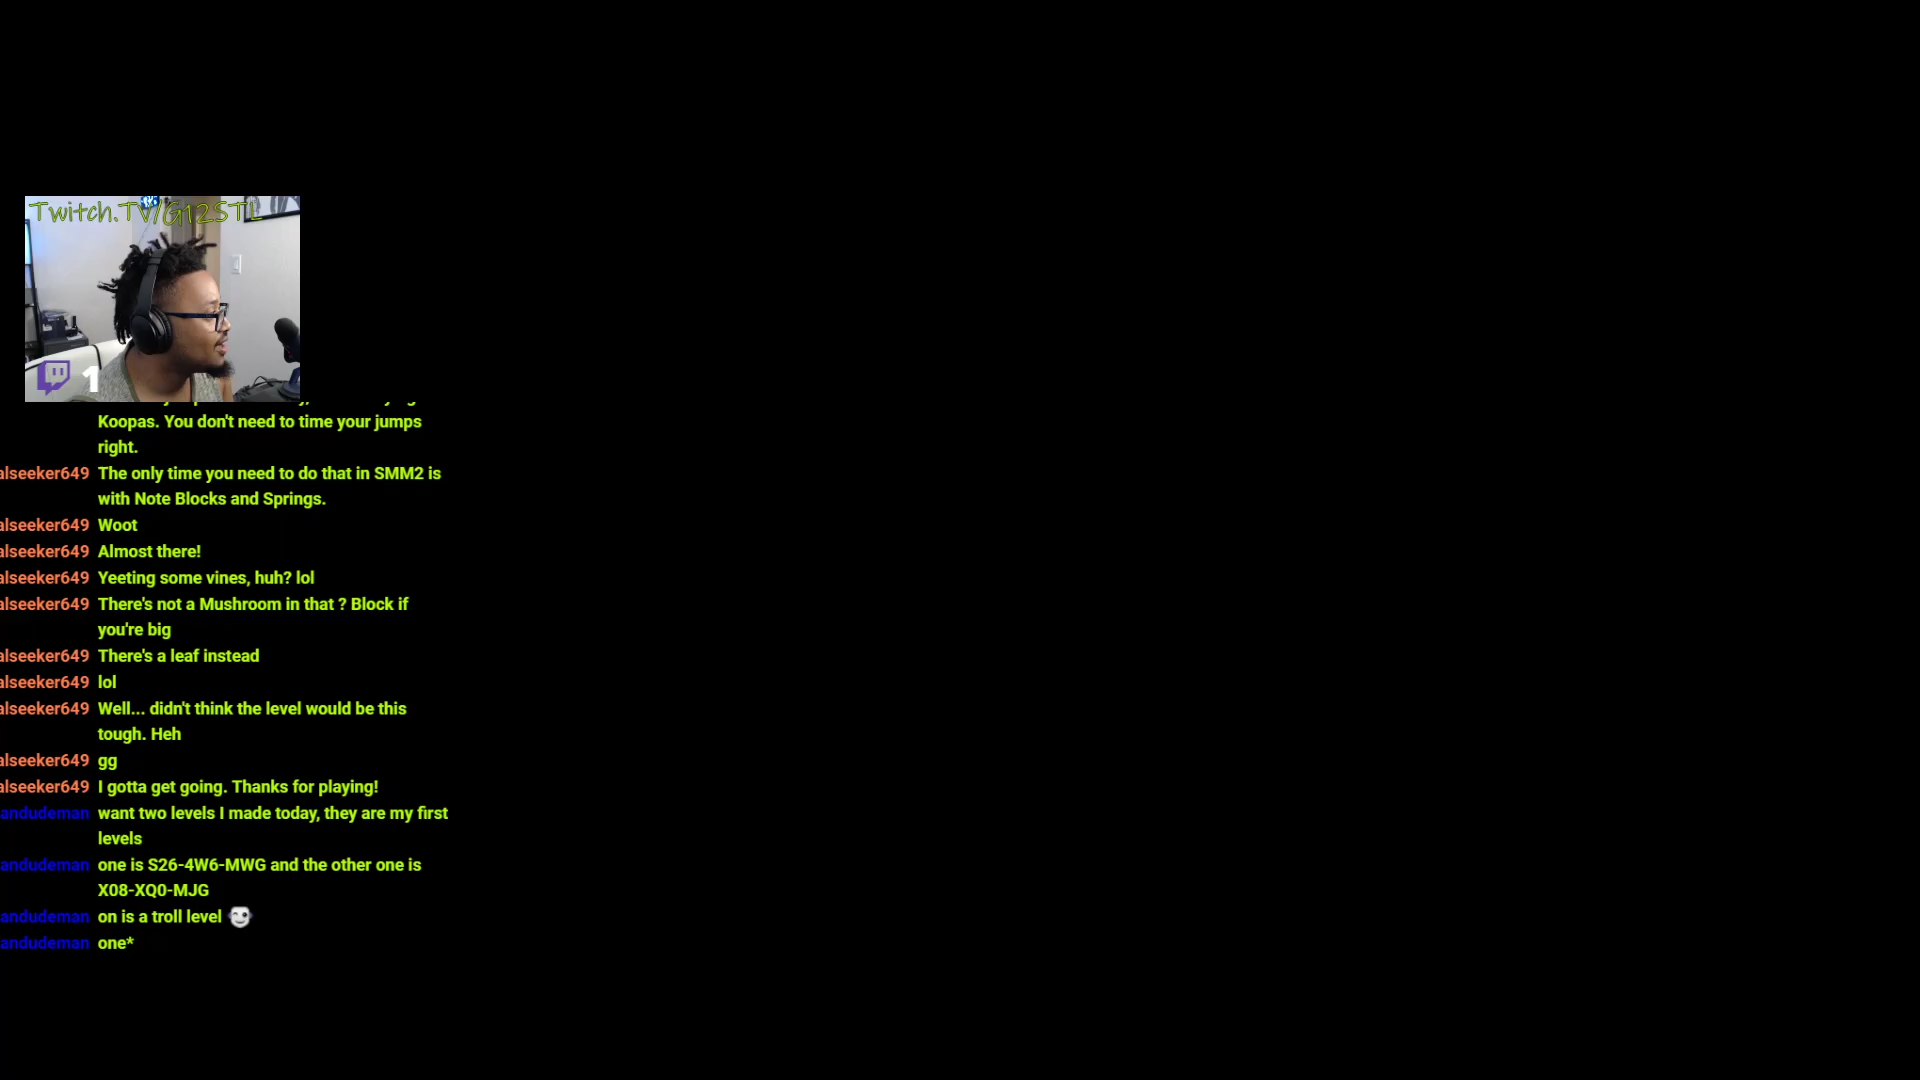 Twitch.TV/G12STL
1
Koopas. You don't need to time your jumps
right.
alseeker649 The only time you need to do that in SMM2 is
with Note Blocks and Springs.
alseeker649 Woot
alseeker649 Almost there!
alseeker649 Yeeting some vines, huh? lol
alseeker649 There's not a Mushroom in that ? Block if
you're big
alseeker649 There's a leaf instead
alseeker649 lol
alseeker649 Well... didn't think the level would be this
tough. Heh
alseeker649 gg
alseeker649 I gotta get going. Thanks for playing!
andudeman want two levels I made today, they are my first
levels
andudeman one is S26-4W6-MWG and the other one is
X08-XQ0-MJG
andudeman on is a troll level
andudeman one*